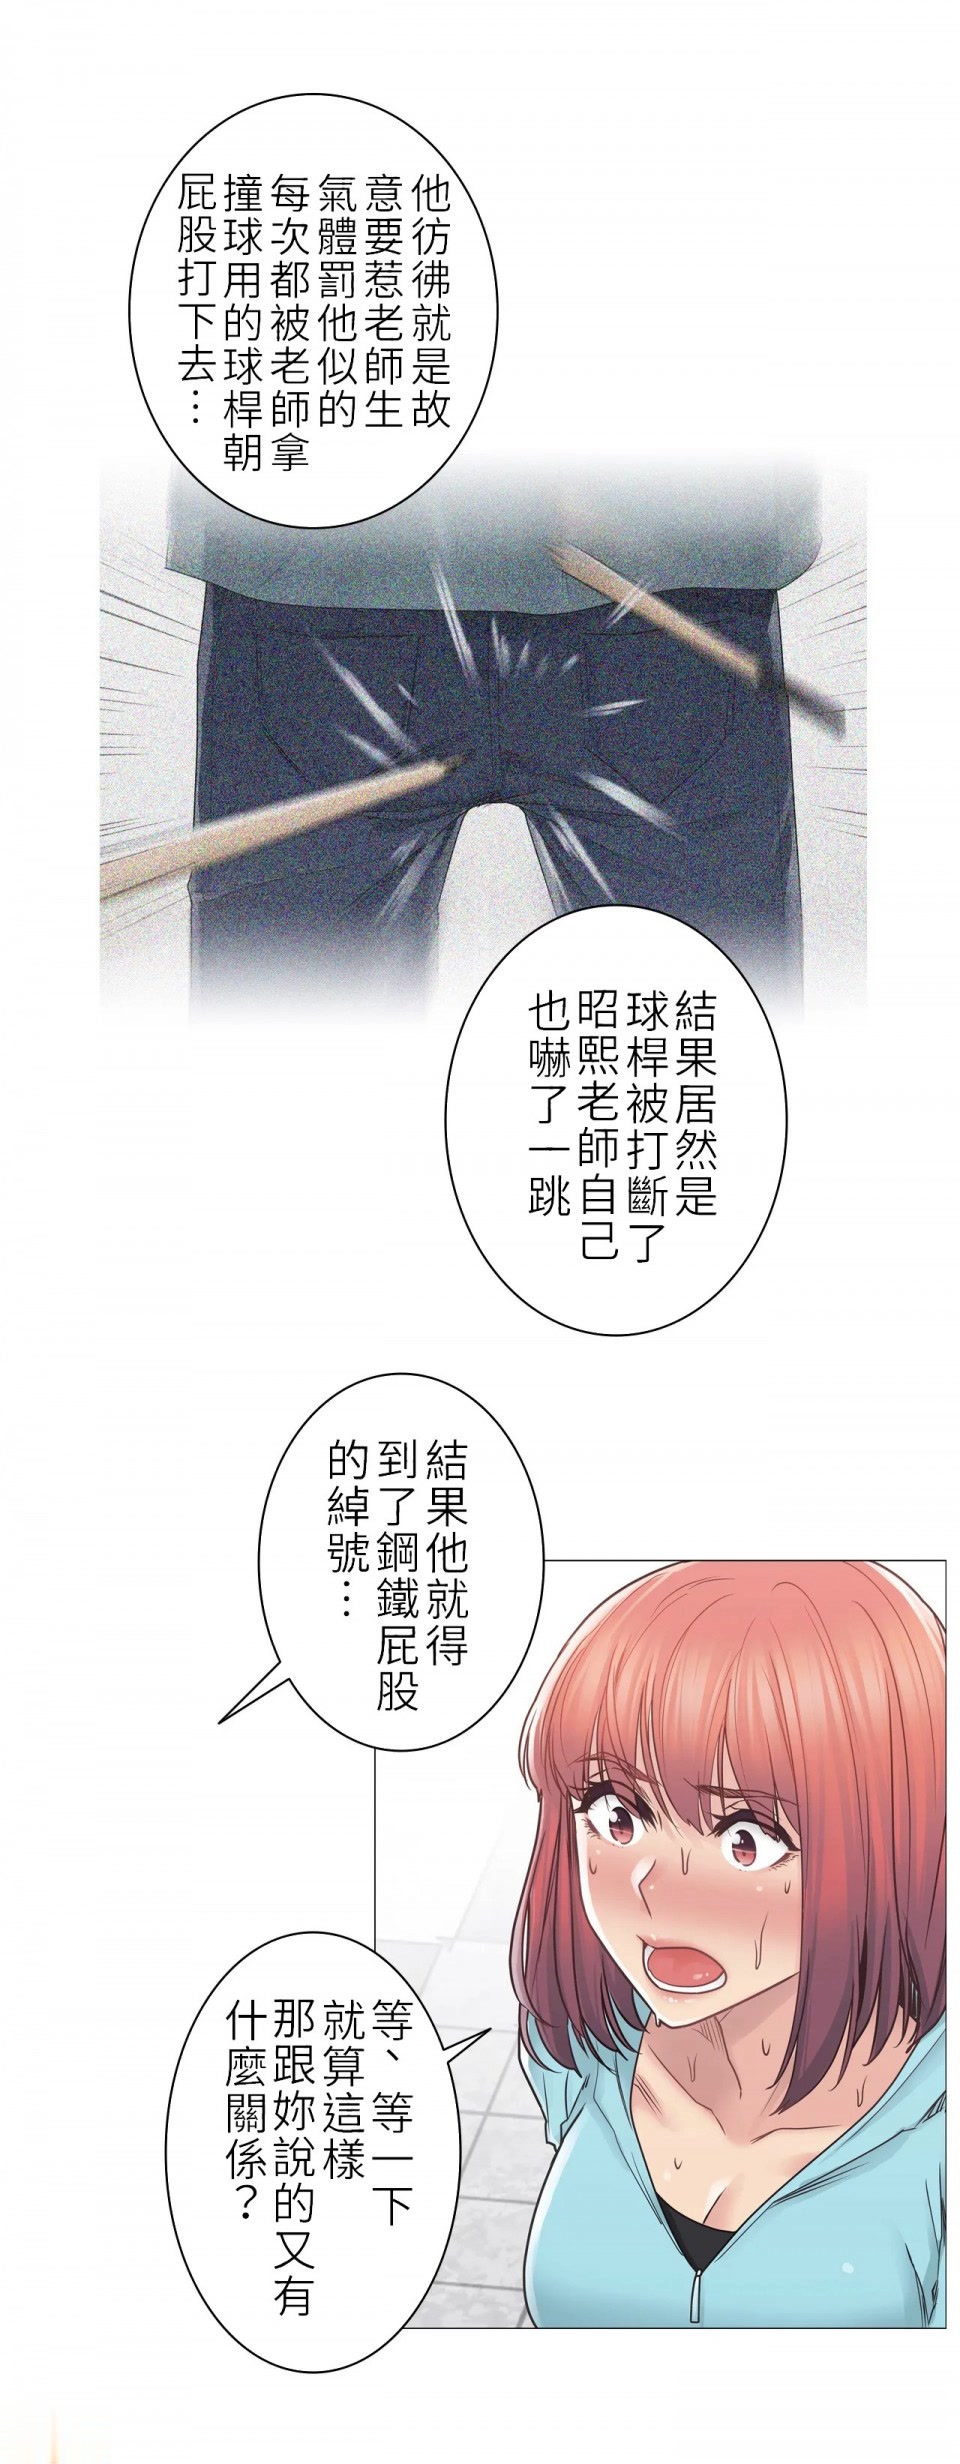 他彷彿就是故
意要惹老師生
氣體罰他似的
每次都被老師拿
撞球用的球桿朝
屁股打下去…
結果居然是
球桿被打斷了
昭熙老師自己
也嚇了一跳
結果他就得
到了鋼鐵屁股
的綽號…
等、等一下
就算這樣
那跟妳說的又有
什麼關係？